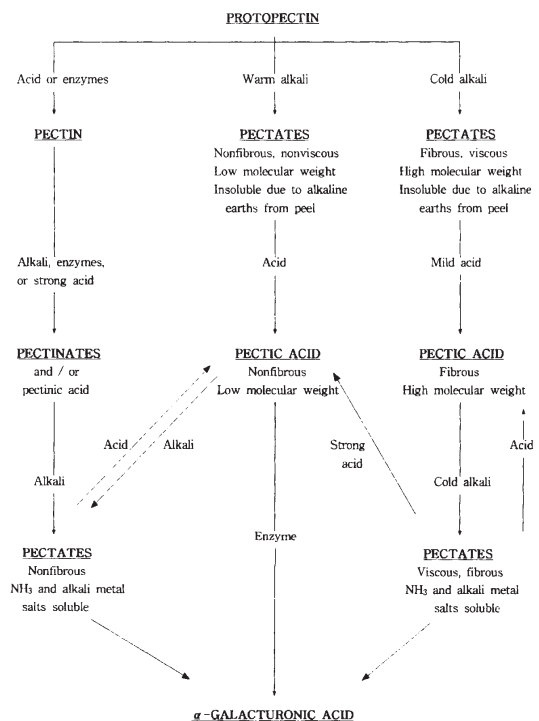 PROTOPECTIN
Acid or enzymes
Warm alkali
Cold alkali
PECTIN
PECTATES
Nonfibrous, nonviscous
Low molecular weight
Insoluble due to alkaline
earths from peel
PECTATES
Fibrous, viscous
High molecular weight
Insoluble due to alkaline
earths from peel
Alkali, enzymes,
or strong acid
Acid
Mild acid
PECTINATES
and / or
pectinic acid
PECTIC ACID
Nonfibrous
Low molecular weight
PECTIC ACID
Fibrous
High molecular weight
Acid
Alkali
Strong
acid
Acid
Alkali
Cold alkali
Enzyme
PECTATES
Nonfibrous
NH₃ and alkali metal
salts soluble
PECTATES
Viscous, fibrous
NH₃ and alkali metal
salts soluble
α-GALACTURONIC ACID